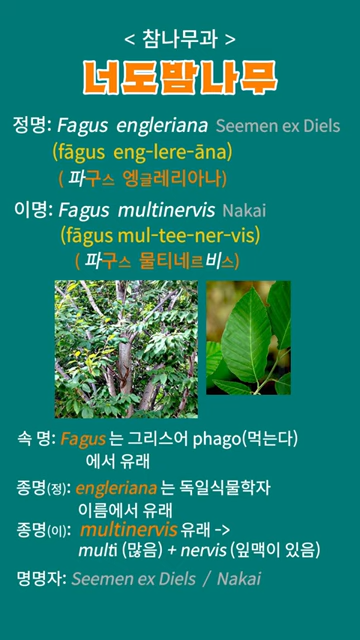 < 참나무과 >
너도밤나무
정명: Fagus engleriana Seemen ex Diels
(fāgus eng-lere-āna)
( 파구스 엥글레리아나)
이명: Fagus multinervis Nakai
(fāgus mul-tee-ner-vis)
( 파구스 물티네르비스)
속 명: Fagus 는 그리스어 phago(먹는다)
에서 유래
종명(정): engleriana 는 독일식물학자
이름에서 유래
종명(이): multinervis 유래 ->
multi (많음) + nervis (잎맥이 있음)
명명자: Seemen ex Diels / Nakai